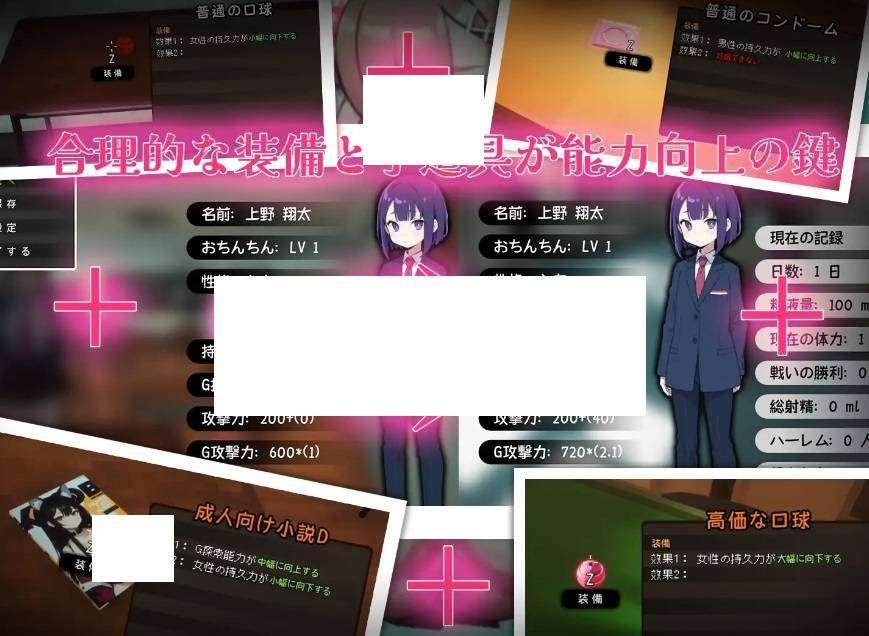 普通の口球
装備
効果1: 女性の持久力が小幅に向下する
効果2:
Z
装備
普通のコンドーム
装備
効果1: 男性の持久力が 小幅に向上する
効果2:
Z
装備
合理的な装備と
具が能力向上の鍵
する
名前: 上野 翔太
おちんちん: LV 1
攻撃力: 200+(0)
G攻撃力: 600*(1)
名前: 上野 翔太
おちんちん: LV 1
攻撃力: 200+(40)
G攻撃力: 720*(2.1)
現在の記録
日数: 1 日
液量: 100 m
現在の体力: 1
戦いの勝利: 0
総射精: 0 ml
ハーレム: 0 人
成人向け小説D
1: G探索能力が中幅に向上する
: 女性の持久力が小幅に向下する
高価な口球
装備
効果1: 女性の持久力が大幅に向下する
効果2:
Z
装備